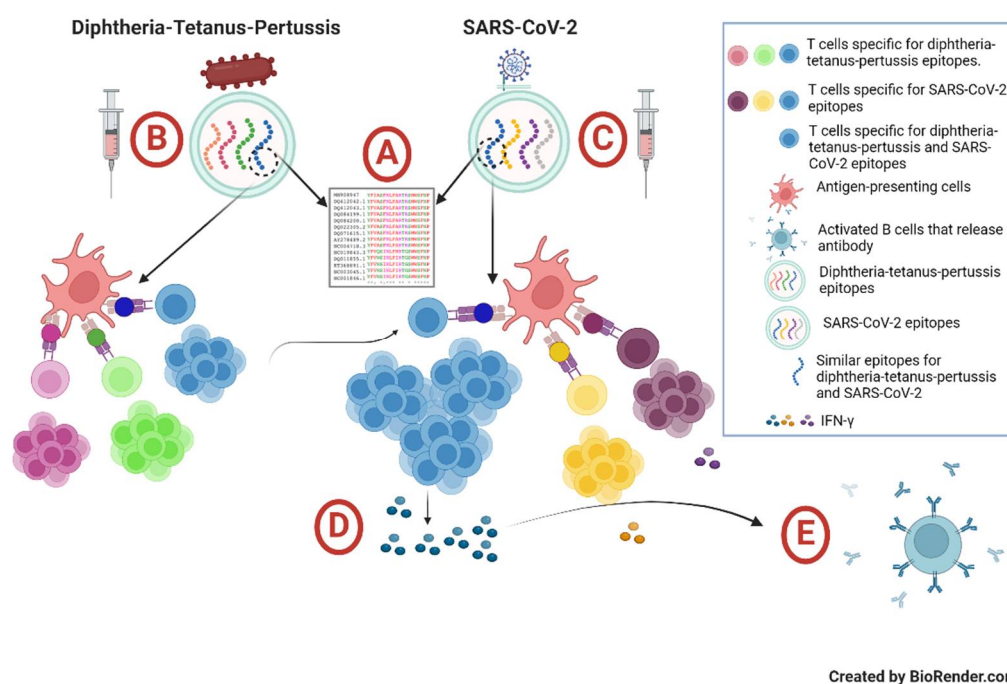 Diphtheria-Tetanus-Pertussis
SARS-CoV-2
B
A
C
D
E
T cells specific for diphtheria-
tetanus-pertussis epitopes.
T cells specific for SARS-CoV-2
epitopes
T cells specific for diphtheria-
tetanus-pertussis and SARS-
CoV-2 epitopes
Antigen-presenting cells
Activated B cells that release
antibody
Diphtheria-tetanus-pertussis
epitopes
SARS-CoV-2 epitopes
Similar epitopes for
diphtheria-tetanus-pertussis
and SARS-CoV-2
IFN-γ
Created by BioRender.com